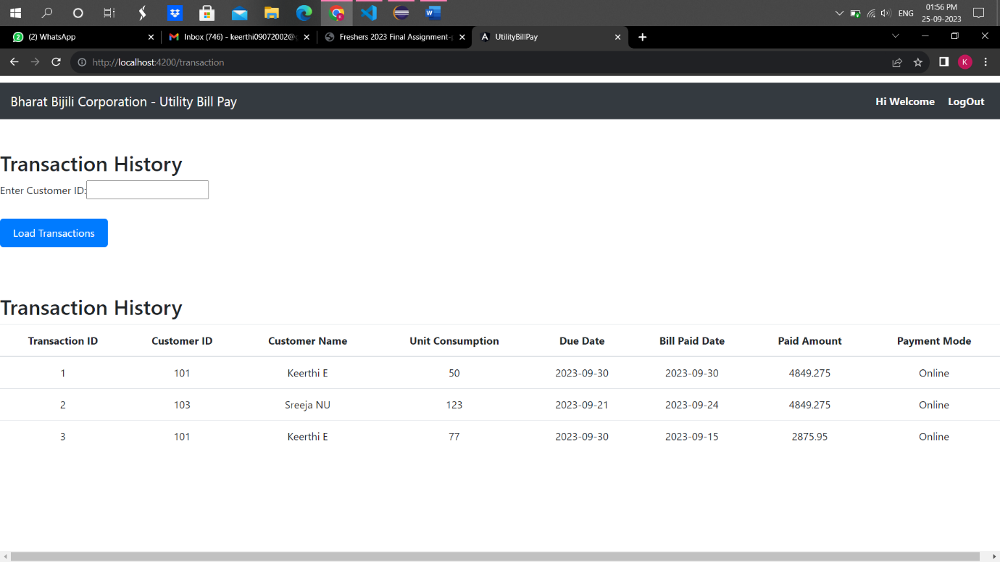 ENG
01:56 PM
25-09-2023
(2) WhatsApp
Inbox (746) - keerthi09072002@g
Freshers 2023 Final Assignment-p
UtilityBillPay
http://localhost:4200/transaction
K
Bharat Bijili Corporation - Utility Bill Pay Hi Welcome LogOut
Transaction History
Enter Customer ID:
Load Transactions
Transaction History
Transaction ID Customer ID Customer Name Unit Consumption Due Date Bill Paid Date Paid Amount Payment Mode
1 101 Keerthi E 50 2023-09-30 2023-09-30 4849.275 Online
2 103 Sreeja NU 123 2023-09-21 2023-09-24 4849.275 Online
3 101 Keerthi E 77 2023-09-30 2023-09-15 2875.95 Online